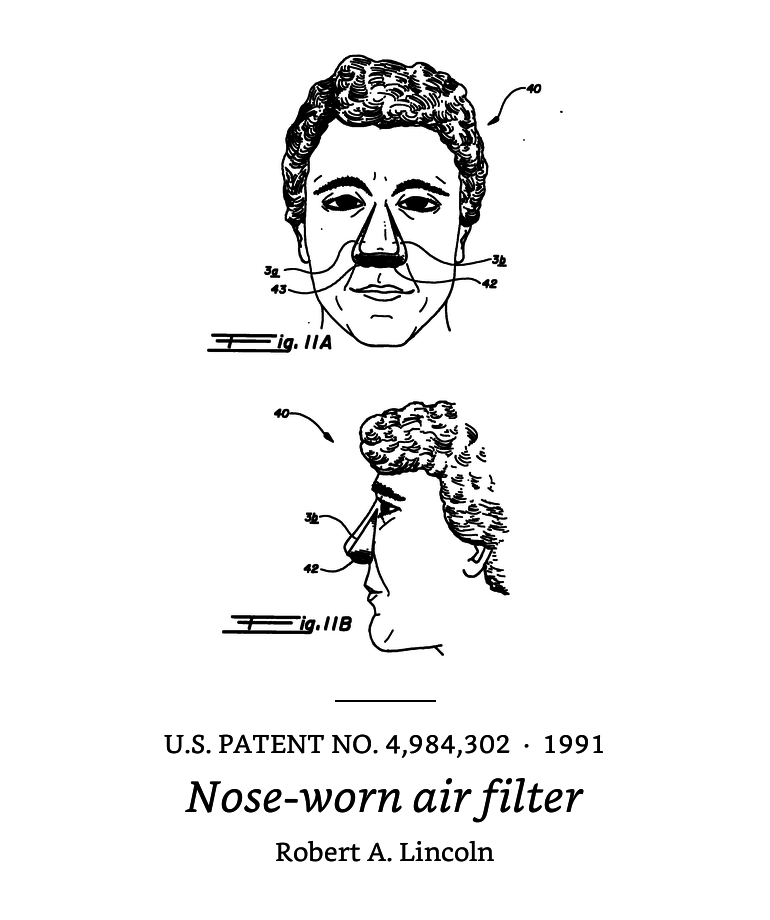 40
3a
3b
43
42
Fig. 11A
40
3b
42
Fig. 11B
U.S. PATENT NO. 4,984,302 · 1991
Nose-worn air filter
Robert A. Lincoln